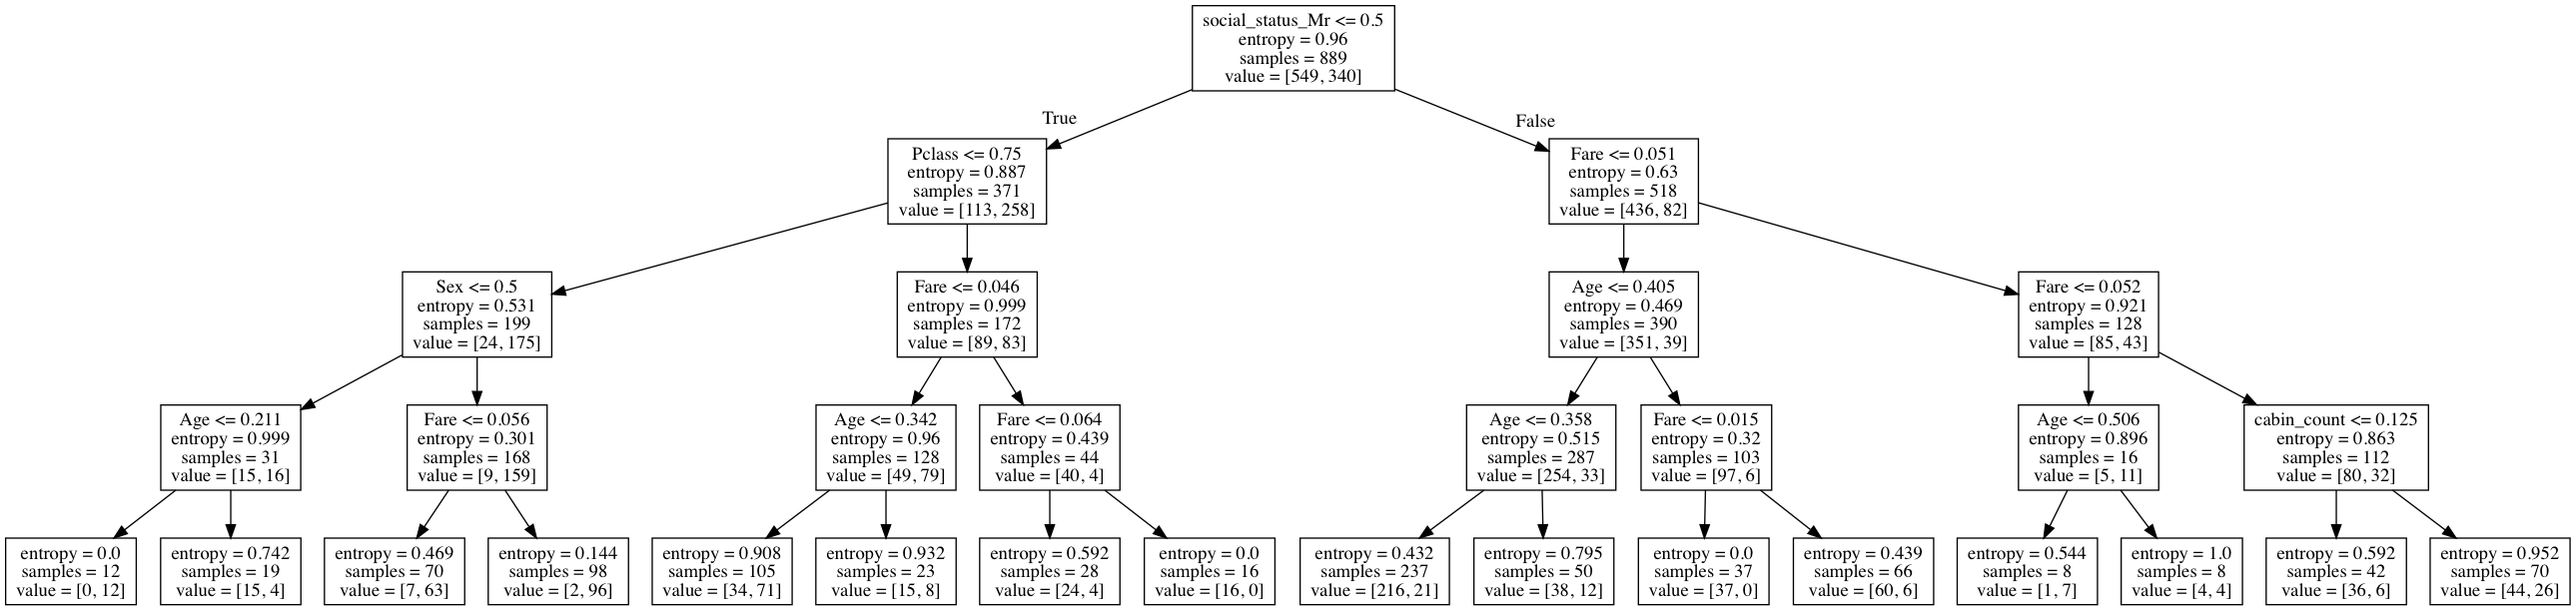 social_status_Mr <= 0.5
entropy = 0.96
samples = 889
value = [549, 340]
True
False
Pclass <= 0.75
entropy = 0.887
samples = 371
value = [113, 258]
Fare <= 0.051
entropy = 0.63
samples = 518
value = [436, 82]
Sex <= 0.5
entropy = 0.531
samples = 199
value = [24, 175]
Fare <= 0.046
entropy = 0.999
samples = 172
value = [89, 83]
Age <= 0.405
entropy = 0.469
samples = 390
value = [351, 39]
Fare <= 0.052
entropy = 0.921
samples = 128
value = [85, 43]
Age <= 0.211
entropy = 0.999
samples = 31
value = [15, 16]
Fare <= 0.056
entropy = 0.301
samples = 168
value = [9, 159]
Age <= 0.342
entropy = 0.96
samples = 128
value = [49, 79]
Fare <= 0.064
entropy = 0.439
samples = 44
value = [40, 4]
Age <= 0.358
entropy = 0.515
samples = 287
value = [254, 33]
Fare <= 0.015
entropy = 0.32
samples = 103
value = [97, 6]
Age <= 0.506
entropy = 0.896
samples = 16
value = [5, 11]
cabin_count <= 0.125
entropy = 0.863
samples = 112
value = [80, 32]
entropy = 0.0
samples = 12
value = [0, 12]
entropy = 0.742
samples = 19
value = [15, 4]
entropy = 0.469
samples = 70
value = [7, 63]
entropy = 0.144
samples = 98
value = [2, 96]
entropy = 0.908
samples = 105
value = [34, 71]
entropy = 0.932
samples = 23
value = [15, 8]
entropy = 0.592
samples = 28
value = [24, 4]
entropy = 0.0
samples = 16
value = [16, 0]
entropy = 0.432
samples = 237
value = [216, 21]
entropy = 0.795
samples = 50
value = [38, 12]
entropy = 0.0
samples = 37
value = [37, 0]
entropy = 0.439
samples = 66
value = [60, 6]
entropy = 0.544
samples = 8
value = [1, 7]
entropy = 1.0
samples = 8
value = [4, 4]
entropy = 0.592
samples = 42
value = [36, 6]
entropy = 0.952
samples = 70
value = [44, 26]